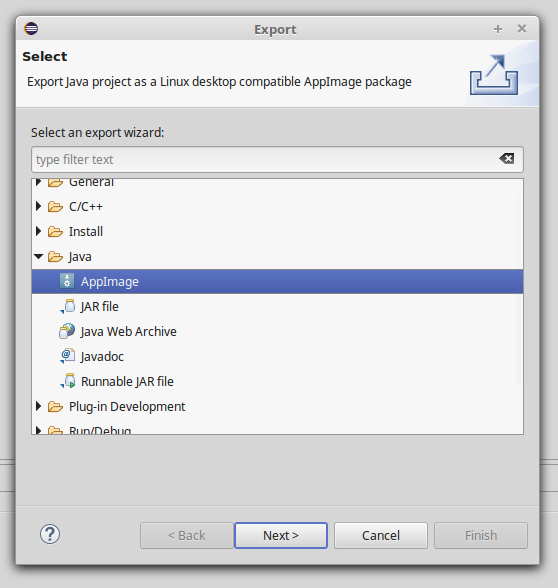 Export
Select
Export Java project as a Linux desktop compatible AppImage package
Select an export wizard:
type filter text
General
C/C++
Install
Java
AppImage
JAR file
Java Web Archive
Javadoc
Runnable JAR file
Plug-in Development
Run/Debug
< Back
Next >
Cancel
Finish